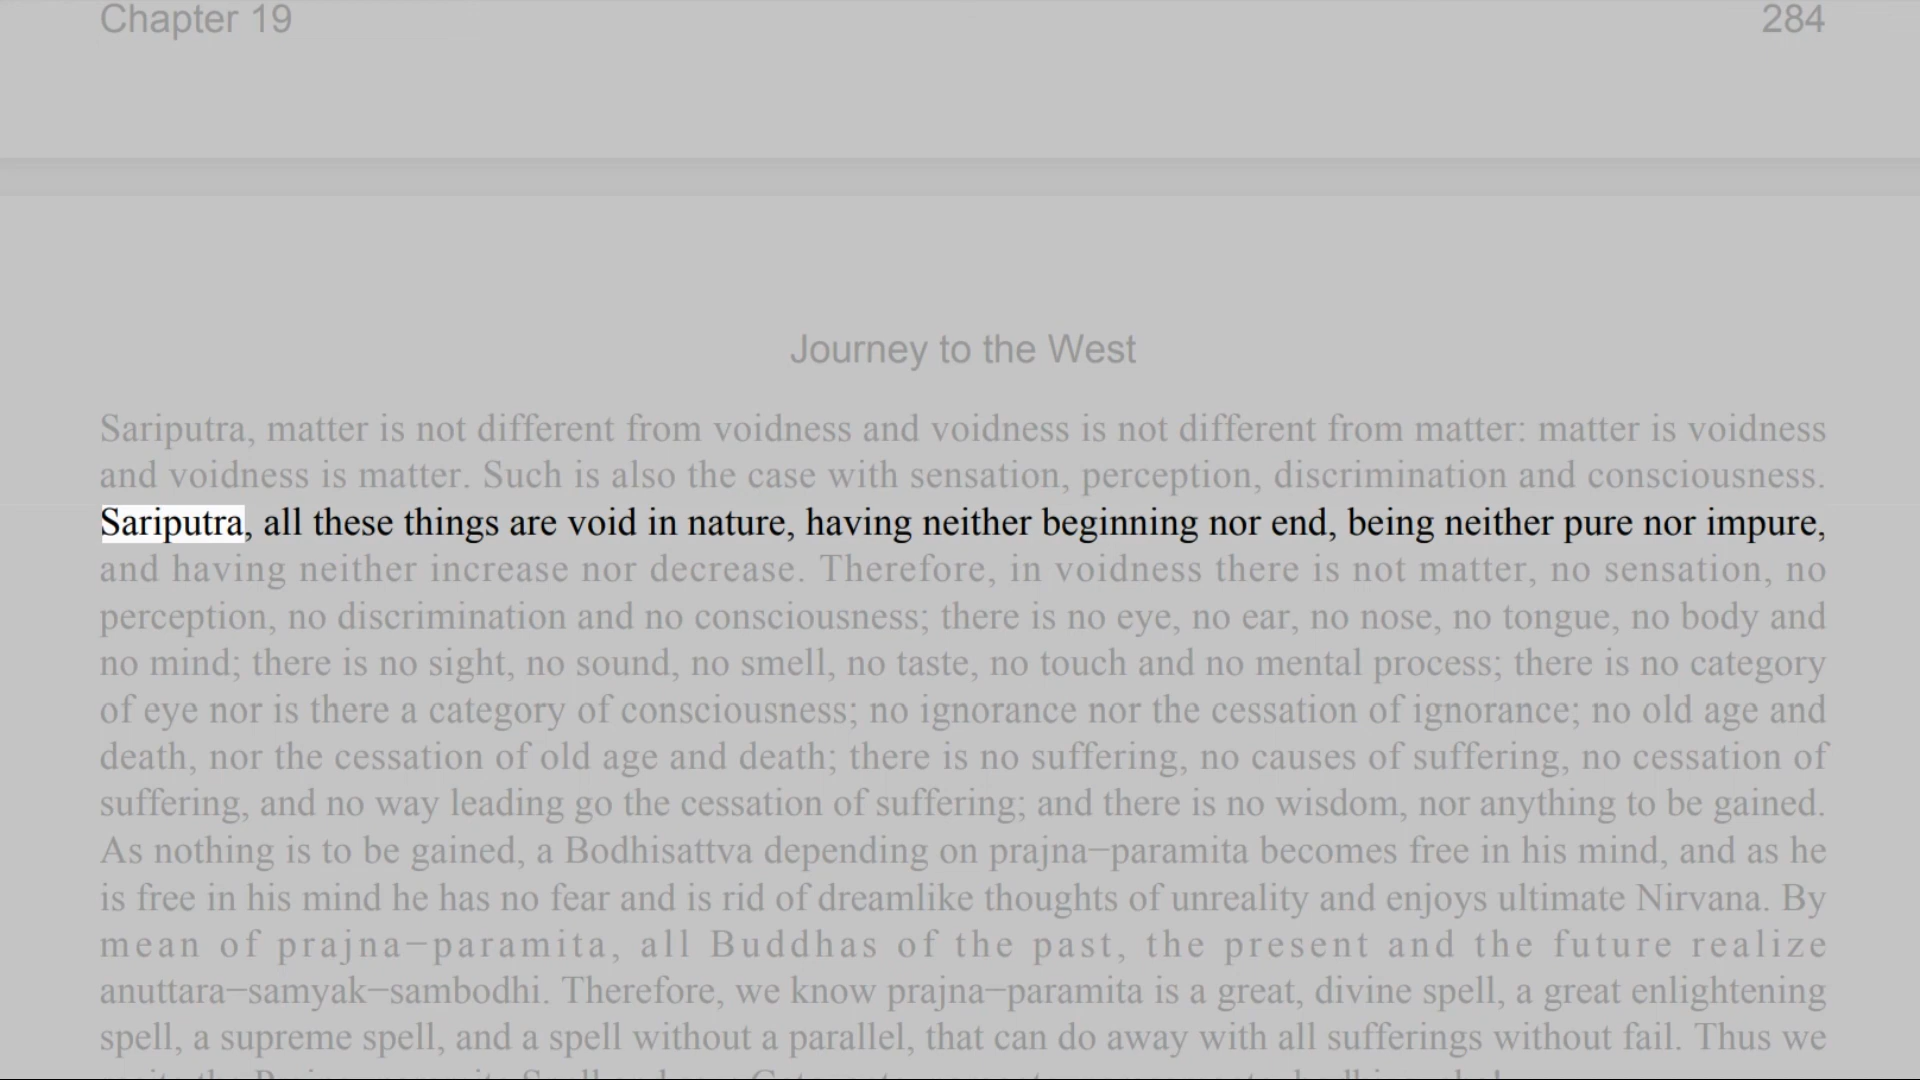 Chapter 19 284
Journey to the West
Sariputra, matter is not different from voidness and voidness is not different from matter: matter is voidness
and voidness is matter. Such is also the case with sensation, perception, discrimination and consciousness.
Sariputra, all these things are void in nature, having neither beginning nor end, being neither pure nor impure,
and having neither increase nor decrease. Therefore, in voidness there is not matter, no sensation, no
perception, no discrimination and no consciousness; there is no eye, no ear, no nose, no tongue, no body and
no mind; there is no sight, no sound, no smell, no taste, no touch and no mental process; there is no category
of eye nor is there a category of consciousness; no ignorance nor the cessation of ignorance; no old age and
death, nor the cessation of old age and death; there is no suffering, no causes of suffering, no cessation of
suffering, and no way leading go the cessation of suffering; and there is no wisdom, nor anything to be gained.
As nothing is to be gained, a Bodhisattva depending on prajna−paramita becomes free in his mind, and as he
is free in his mind he has no fear and is rid of dreamlike thoughts of unreality and enjoys ultimate Nirvana. By
mean of prajna−paramita, all Buddhas of the past, the present and the future realize
anuttara−samyak−sambodhi. Therefore, we know prajna−paramita is a great, divine spell, a great enlightening
spell, a supreme spell, and a spell without a parallel, that can do away with all sufferings without fail. Thus we